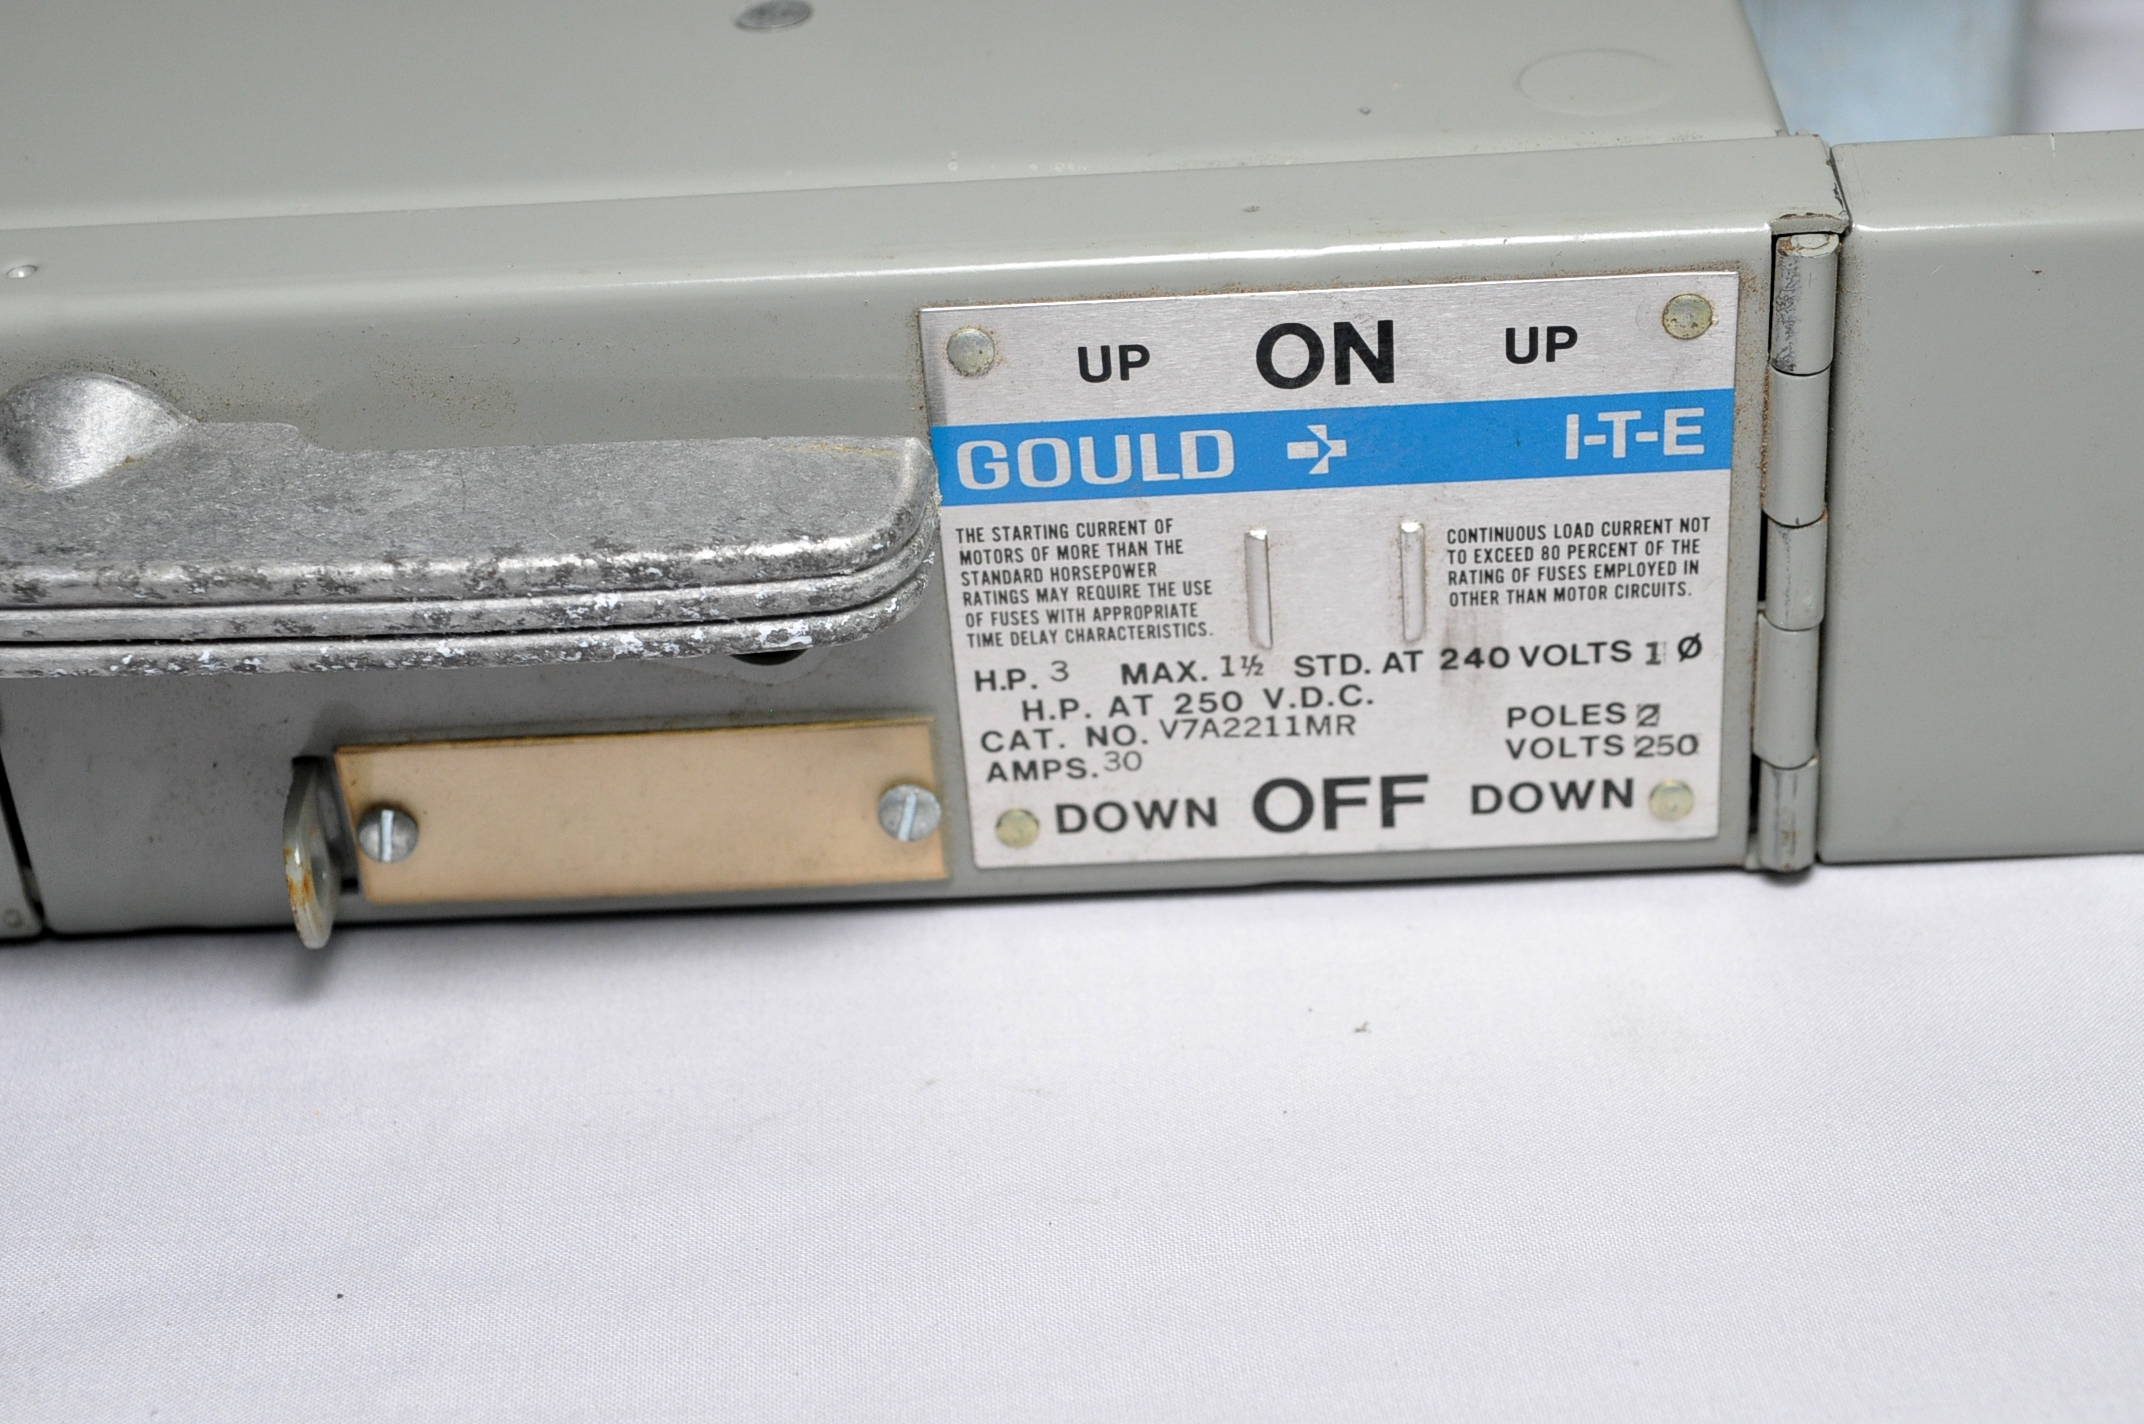 UP ON UP
GOULD I-T-E
THE STARTING CURRENT OF
MOTORS OF MORE THAN THE
STANDARD HORSEPOWER
RATINGS MAY REQUIRE THE USE
OF FUSES WITH APPROPRIATE
TIME DELAY CHARACTERISTICS.
CONTINUOUS LOAD CURRENT NOT
TO EXCEED 80 PERCENT OF THE
RATING OF FUSES EMPLOYED IN
OTHER THAN MOTOR CIRCUITS.
H.P. 3 MAX. 1½ STD. AT 240 VOLTS 1 Ø
H.P. AT 250 V.D.C.
CAT. NO. V7A2211MR
POLES 2
AMPS. 30
VOLTS 250
DOWN OFF DOWN